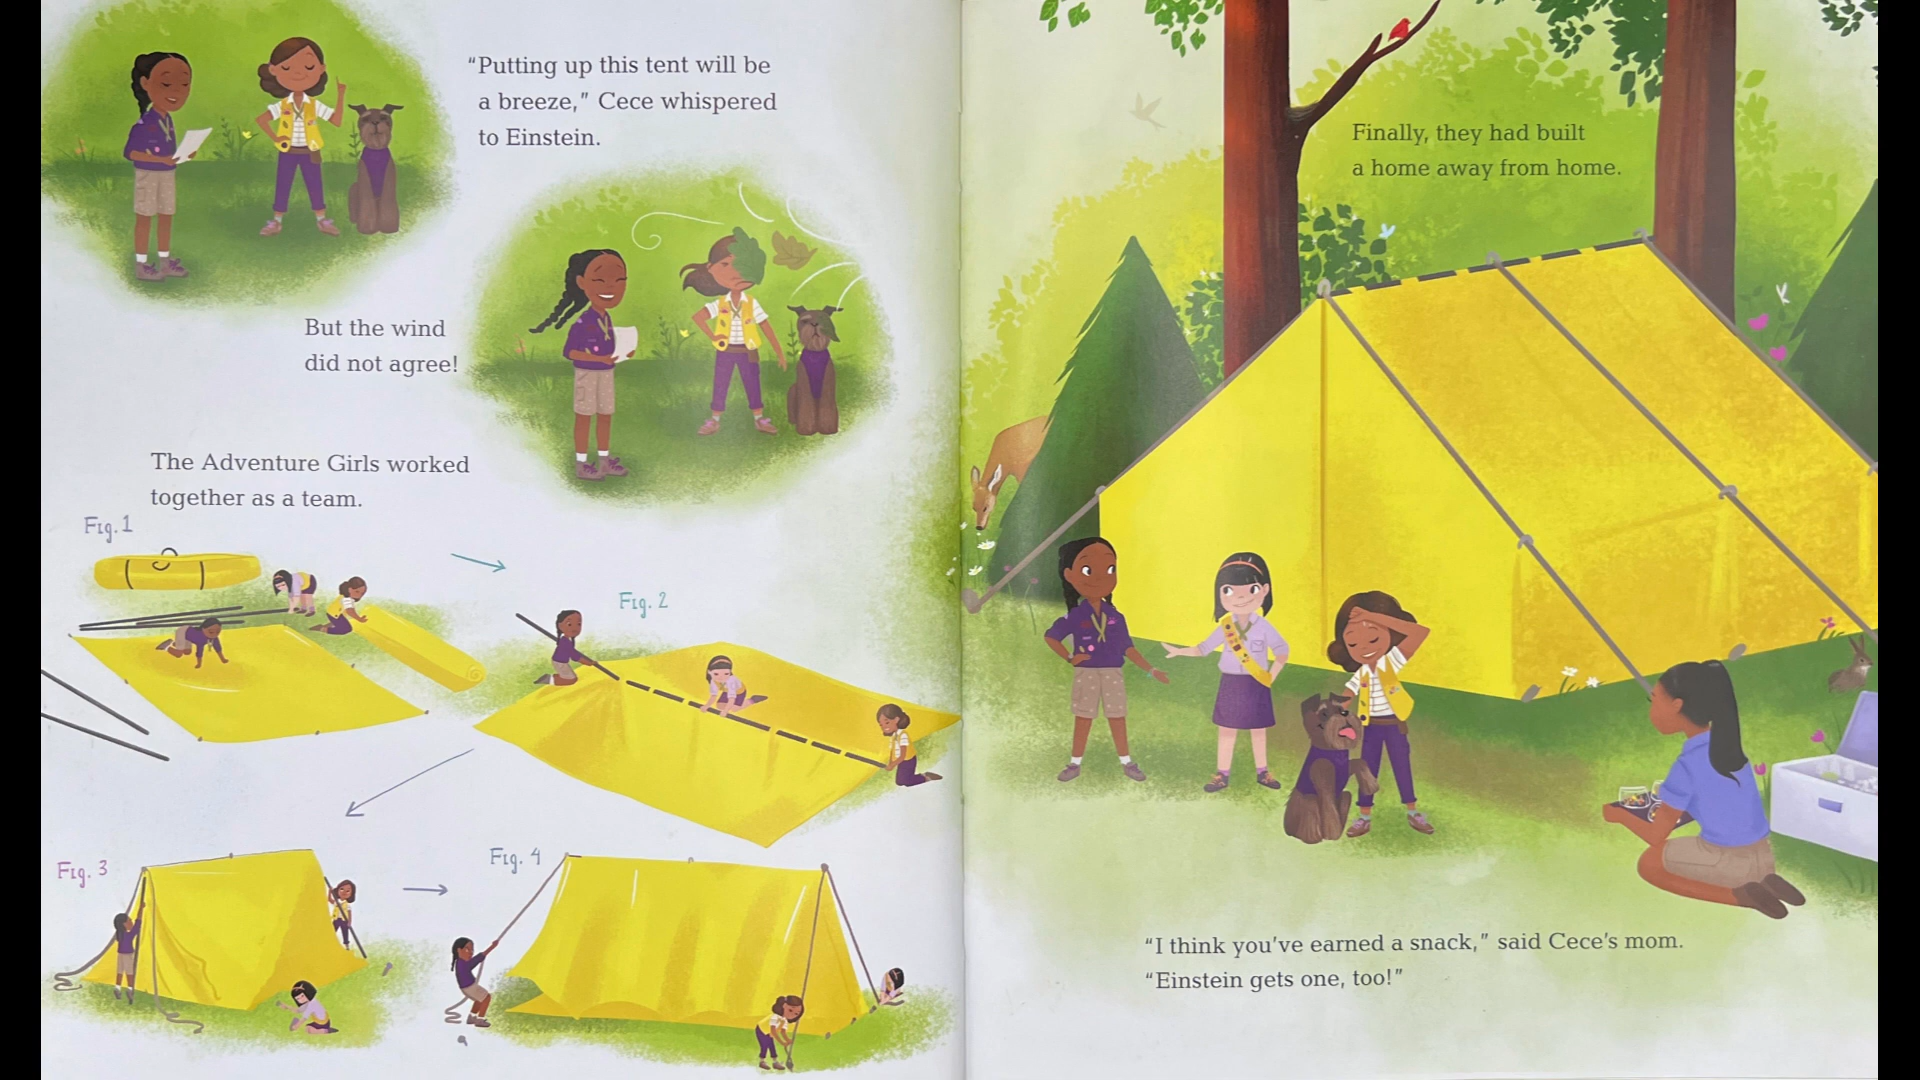 “Putting up this tent will be
a breeze,” Cece whispered
to Einstein.
But the wind
did not agree!
The Adventure Girls worked
together as a team.
Fig. 1
Fig. 2
Fig. 3
Fig. 4
Finally, they had built
a home away from home.
“I think you’ve earned a snack,” said Cece’s mom.
“Einstein gets one, too!”